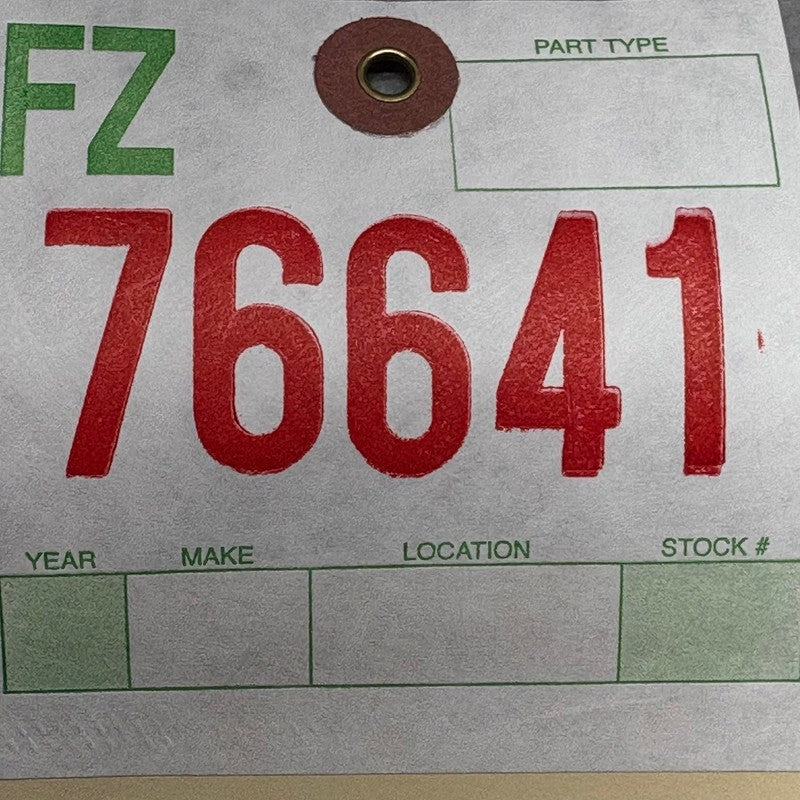 FZ
PART TYPE
76641
YEAR MAKE LOCATION STOCK #